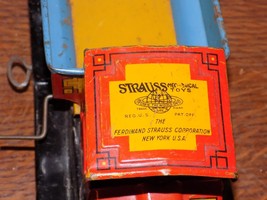 STRAUSS MECHANICAL TOYS
REG. U.S. PAT. OFF.
THE
FERDINAND STRAUSS CORPORATION
NEW YORK U.S.A.